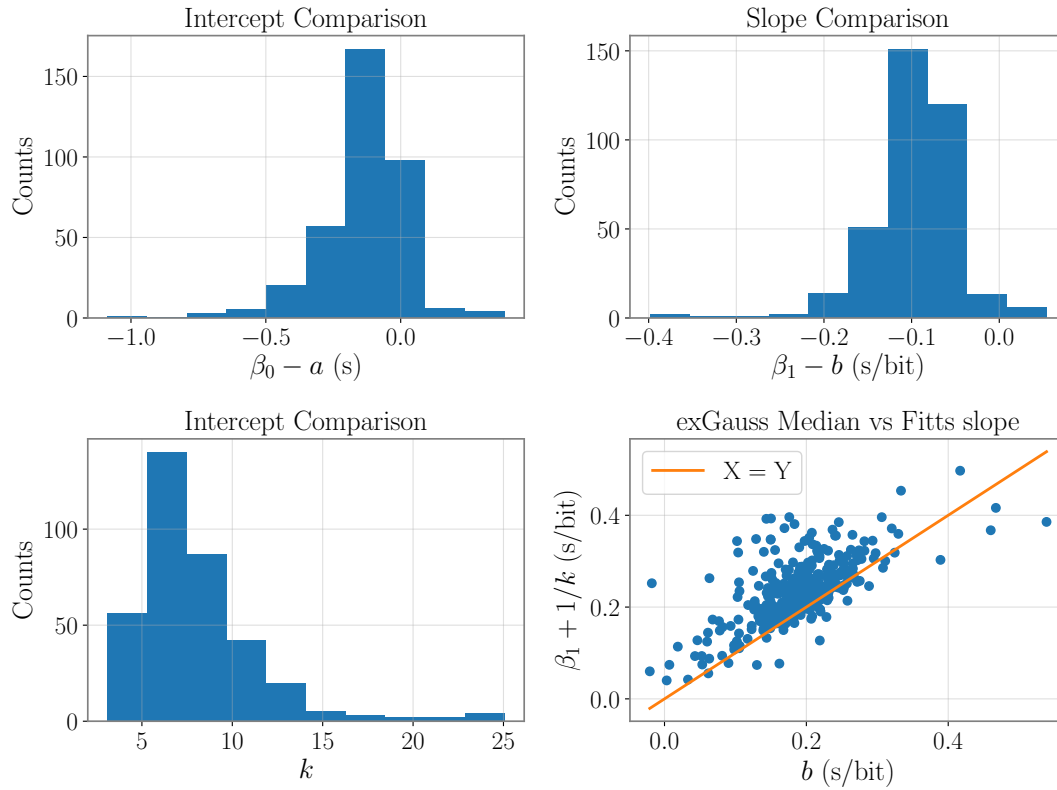 Intercept Comparison
Counts
150
100
50
0
−1.0
−0.5
0.0
β₀ − a (s)
Slope Comparison
Counts
150
100
50
0
−0.4
−0.3
−0.2
−0.1
0.0
β₁ − b (s/bit)
Intercept Comparison
Counts
100
50
0
5
10
15
20
25
k
exGauss Median vs Fitts slope
X = Y
β₁ + 1/k (s/bit)
0.4
0.2
0.0
0.0
0.2
0.4
b (s/bit)